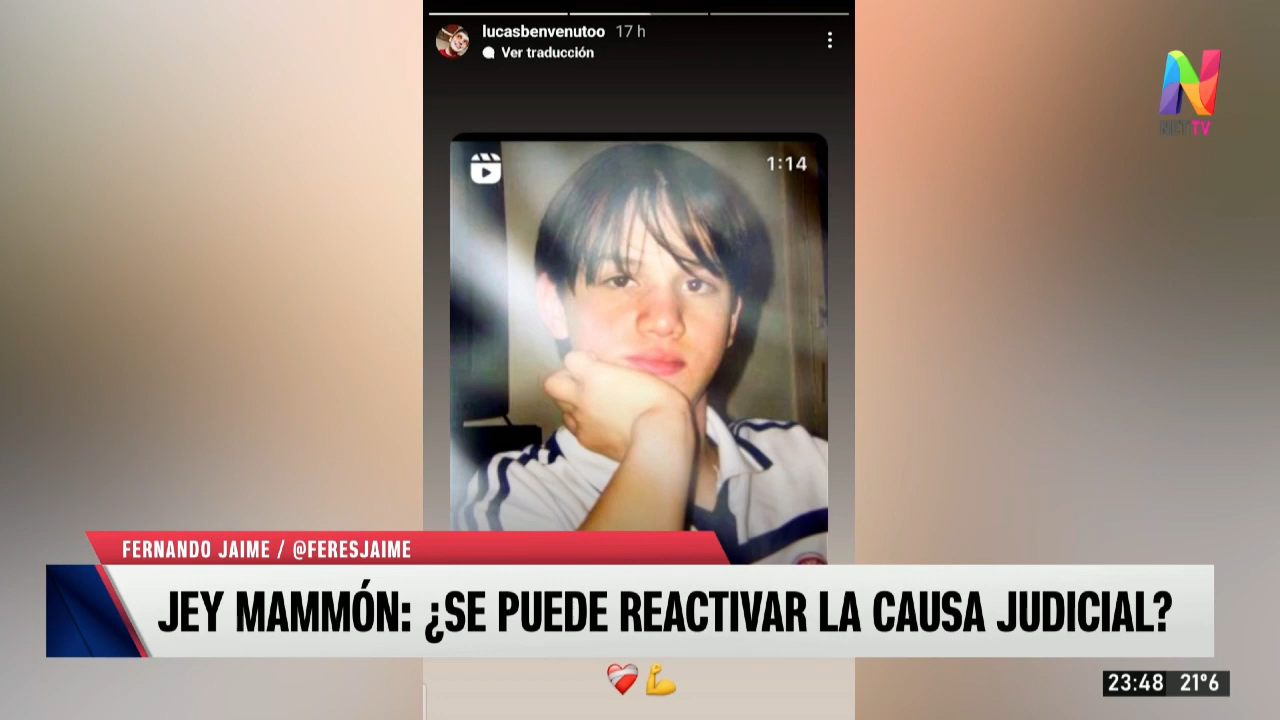 lucasbenvenutoo 17 h
Ver traducción
NET TV
1:14
FERNANDO JAIME / @FERESJAIME
JEY MAMMÓN: ¿SE PUEDE REACTIVAR LA CAUSA JUDICIAL?
23:48 21°6